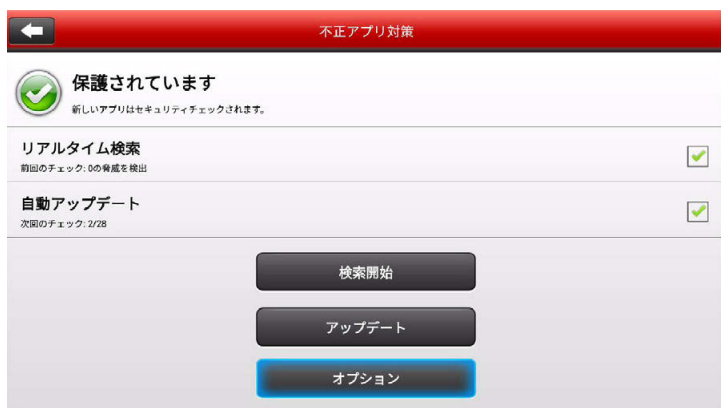 不正アプリ対策
保護されています
新しいアプリはセキュリティチェックされます。
リアルタイム検索
前回のチェック: 0の脅威を検出
自動アップデート
次回のチェック: 2/28
検索開始
アップデート
オプション